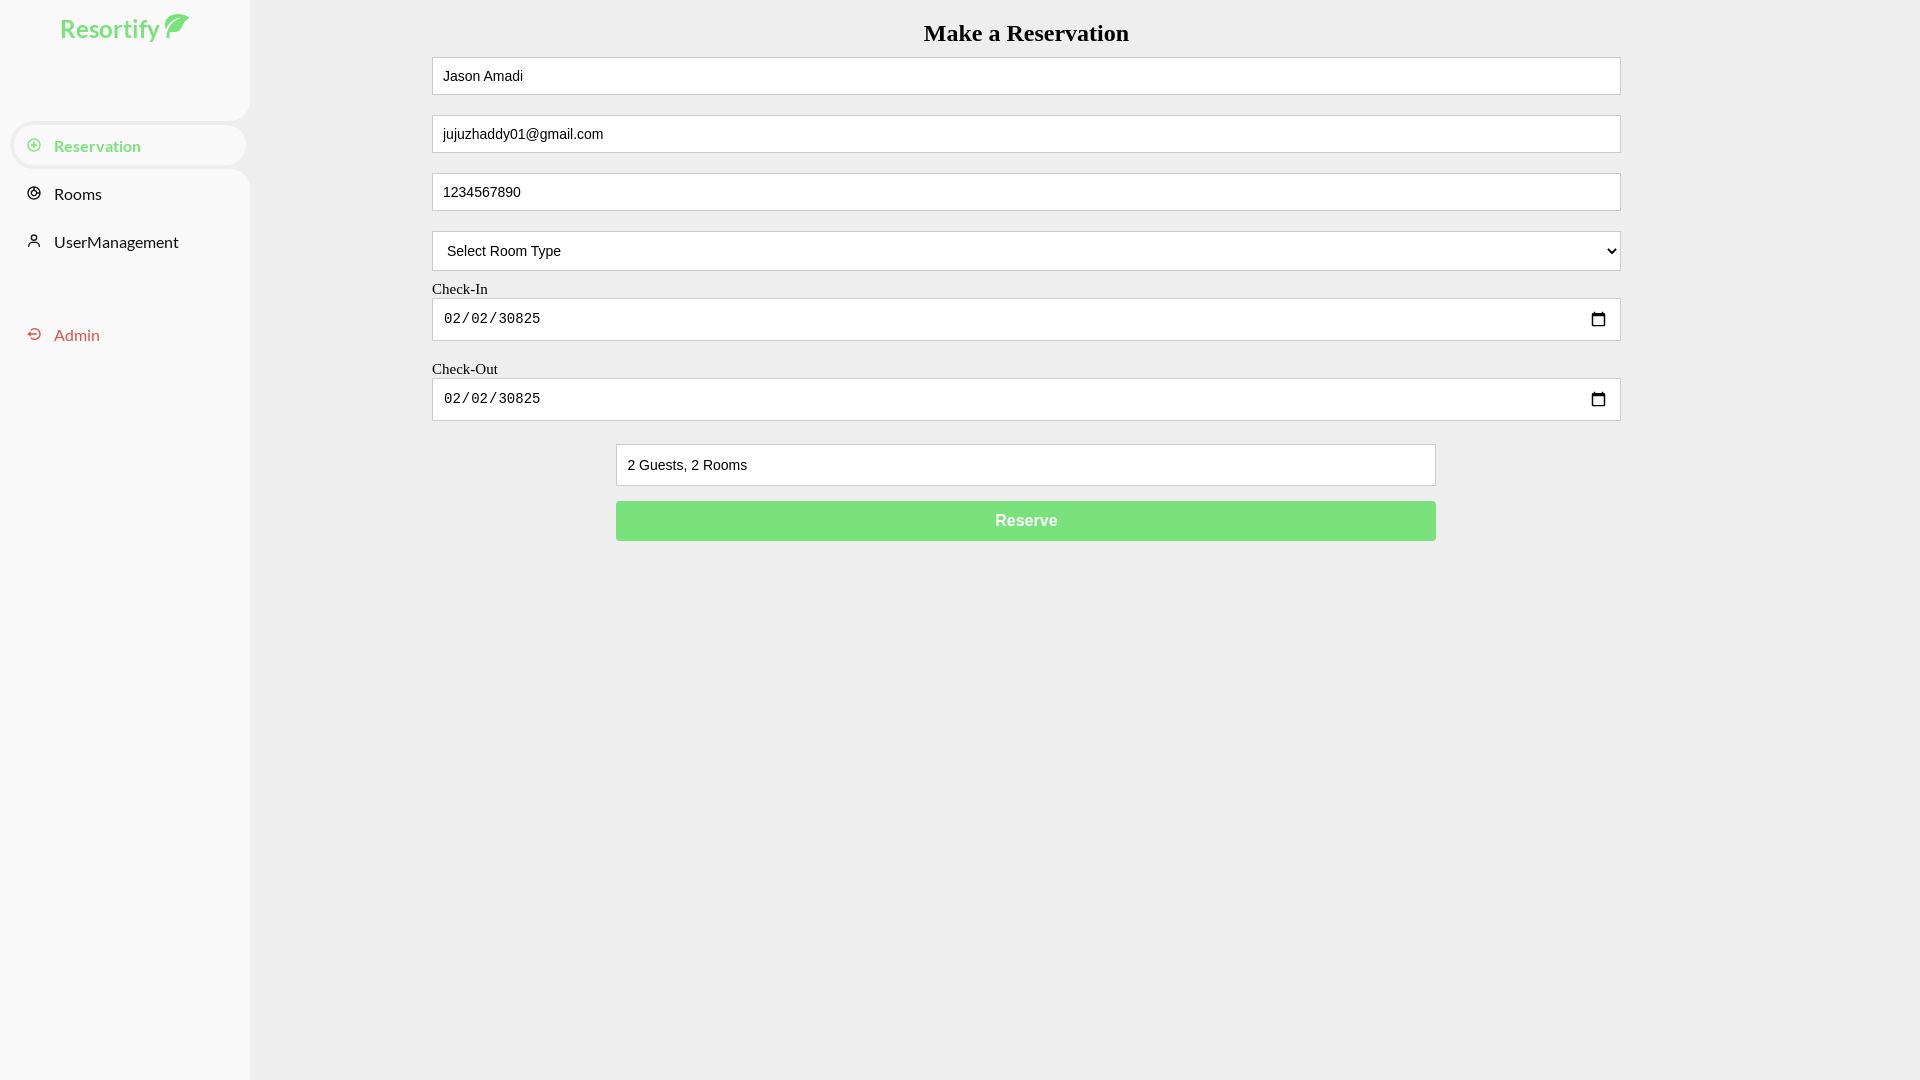 Resortify
Reservation
Rooms
UserManagement
Admin
Make a Reservation
Jason Amadi
jujuzhaddy01@gmail.com
1234567890
Select Room Type
Check-In
02/02/30825
Check-Out
02/02/30825
2 Guests, 2 Rooms
Reserve